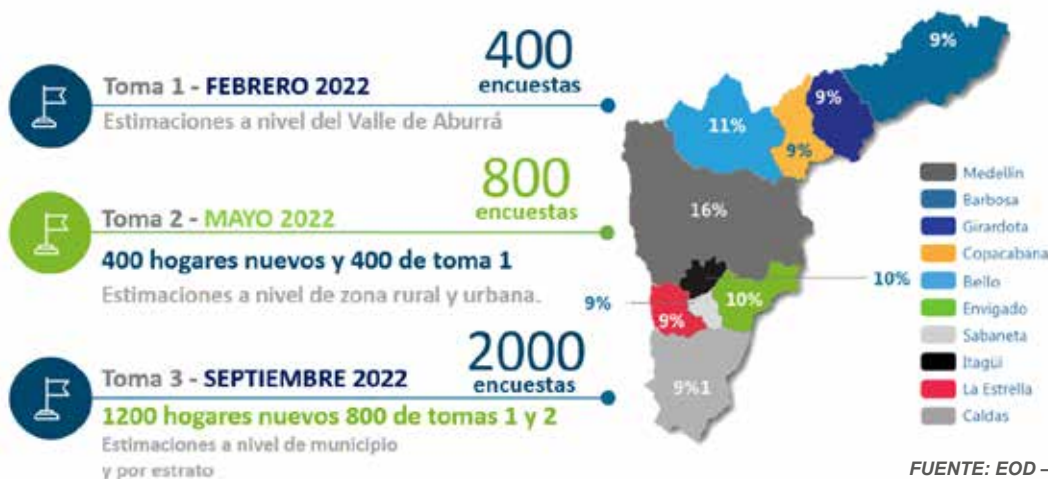 400
encuestas
Toma 1 - FEBRERO 2022
Estimaciones a nivel del Valle de Aburrá
800
encuestas
Toma 2 - MAYO 2022
400 hogares nuevos y 400 de toma 1
Estimaciones a nivel de zona rural y urbana.
2000
encuestas
Toma 3 - SEPTIEMBRE 2022
1200 hogares nuevos 800 de tomas 1 y 2
Estimaciones a nivel de municipio
y por estrato
9%
9%
11%
9%
16%
10%
10%
9%
9%
9%1
Medellín
Barbosa
Girardota
Copacabana
Bello
Envigado
Sabaneta
Itagüí
La Estrella
Caldas
FUENTE: EOD –